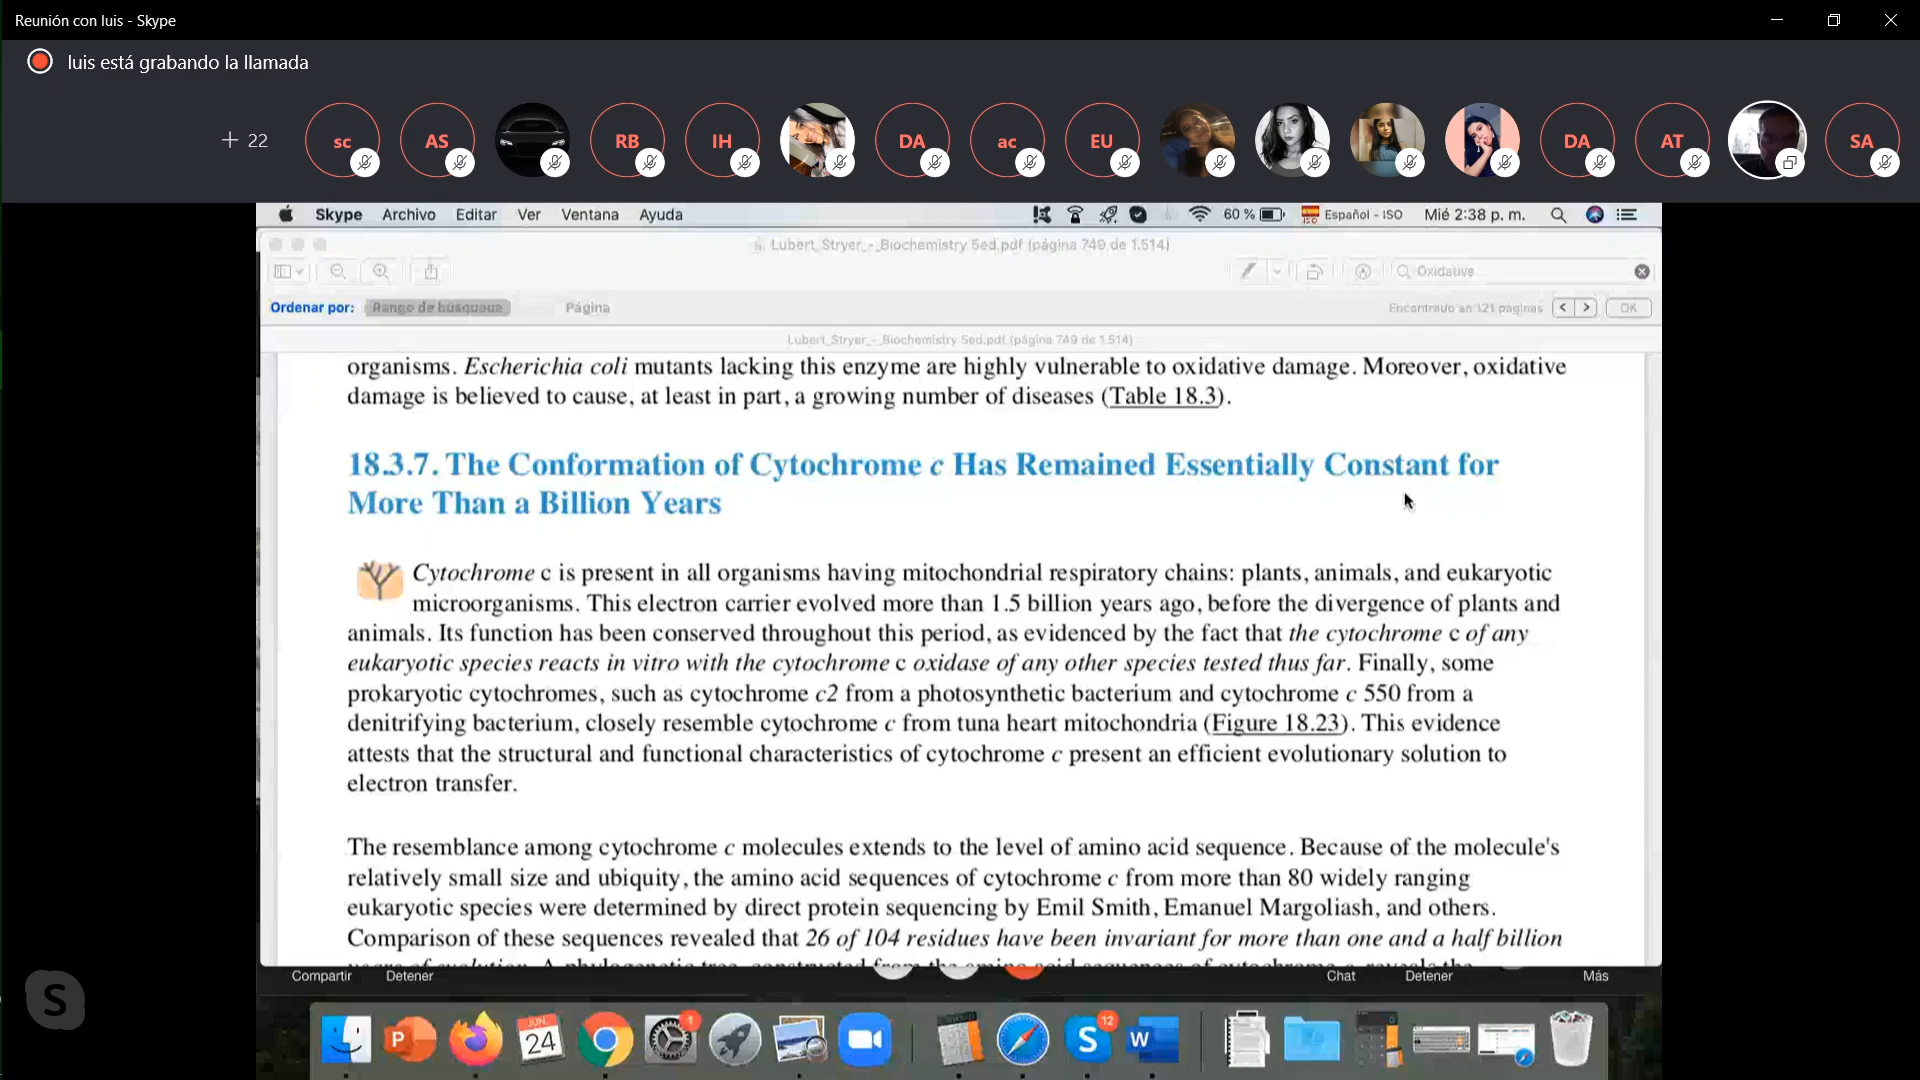 Reunión con luis - Skype
luis está grabando la llamada
+ 22
sc
AS
RB
IH
DA
ac
EU
DA
AT
SA
Skype Archivo Editar Ver Ventana Ayuda
60 % Español - ISO Mié 2:38 p. m.
Lubert_Stryer_-_Biochemistry 5ed.pdf (página 749 de 1.514)
Oxidative
Ordenar por: Rango de búsqueda Página Encontrado en 121 páginas OK
Lubert_Stryer_-_Biochemistry 5ed.pdf (página 749 de 1.514)
organisms. Escherichia coli mutants lacking this enzyme are highly vulnerable to oxidative damage. Moreover, oxidative
damage is believed to cause, at least in part, a growing number of diseases (Table 18.3).
18.3.7. The Conformation of Cytochrome c Has Remained Essentially Constant for
More Than a Billion Years
Cytochrome c is present in all organisms having mitochondrial respiratory chains: plants, animals, and eukaryotic
microorganisms. This electron carrier evolved more than 1.5 billion years ago, before the divergence of plants and
animals. Its function has been conserved throughout this period, as evidenced by the fact that the cytochrome c of any
eukaryotic species reacts in vitro with the cytochrome c oxidase of any other species tested thus far. Finally, some
prokaryotic cytochromes, such as cytochrome c2 from a photosynthetic bacterium and cytochrome c 550 from a
denitrifying bacterium, closely resemble cytochrome c from tuna heart mitochondria (Figure 18.23). This evidence
attests that the structural and functional characteristics of cytochrome c present an efficient evolutionary solution to
electron transfer.
The resemblance among cytochrome c molecules extends to the level of amino acid sequence. Because of the molecule's
relatively small size and ubiquity, the amino acid sequences of cytochrome c from more than 80 widely ranging
eukaryotic species were determined by direct protein sequencing by Emil Smith, Emanuel Margoliash, and others.
Comparison of these sequences revealed that 26 of 104 residues have been invariant for more than one and a half billion
Compartir Detener Chat Detener Más
S
P
JUN
24
1
S
12
W